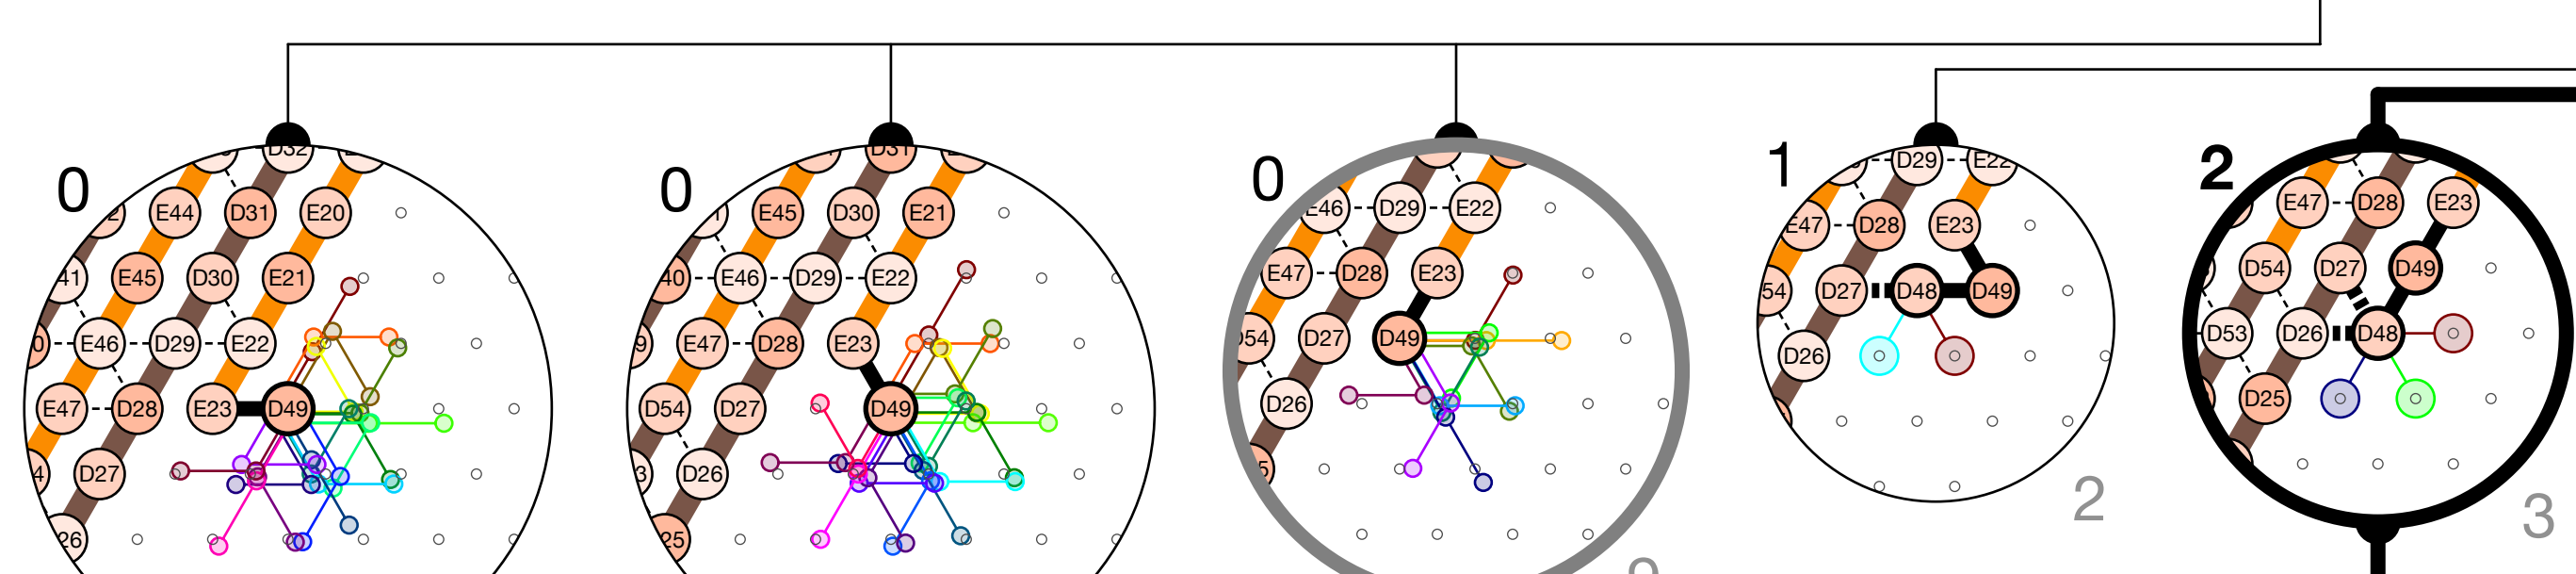 0
D32
E44 D31 E20
41 E45 D30 E21
E46 D29 E22
E47 D28 E23 D49
D27
26
0
D31
E45 D30 E21
40 E46 D29 E22
E47 D28 E23
D54 D27 D49
D26
25
0
E46 D29 E22
E47 D28 E23
D54 D27 D49
D26
1
D29 E22
E47 D28 E23
54 D27 D48 D49
D26
2
2
E47 D28 E23
D54 D27 D49
D53 D26 D48
D25
3